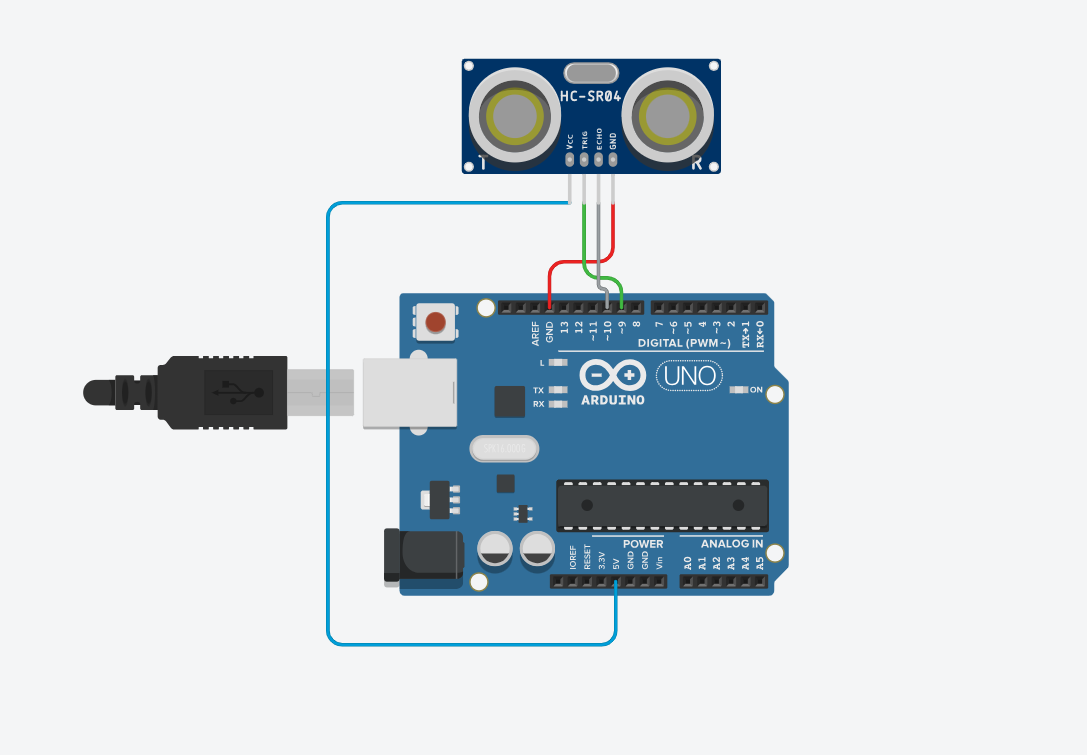 HC-SR04
VCC
TRIG
ECHO
GND
T
R
AREF
GND
13
12
~11
~10
~9
8
7
~6
~5
4
~3
2
TX→1
RX←0
DIGITAL (PWM~)
L
TX
RX
ARDUINO
UNO
ON
POWER
ANALOG IN
IOREF
RESET
3.3V
5V
GND
GND
Vin
A0
A1
A2
A3
A4
A5